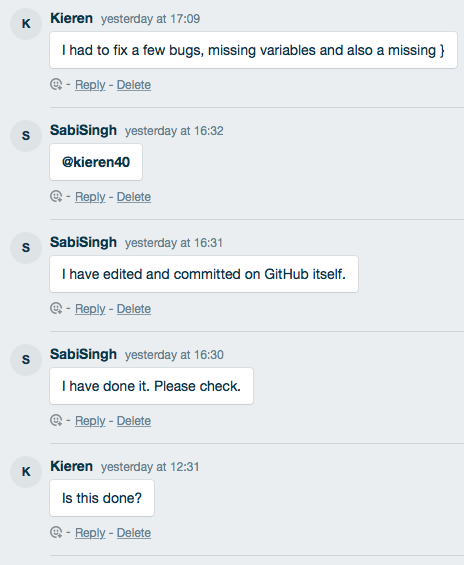 K
Kieren yesterday at 17:09
I had to fix a few bugs, missing variables and also a missing }
- Reply - Delete
S
SabiSingh yesterday at 16:32
@kieren40
- Reply - Delete
S
SabiSingh yesterday at 16:31
I have edited and committed on GitHub itself.
- Reply - Delete
S
SabiSingh yesterday at 16:30
I have done it. Please check.
- Reply - Delete
K
Kieren yesterday at 12:31
Is this done?
- Reply - Delete